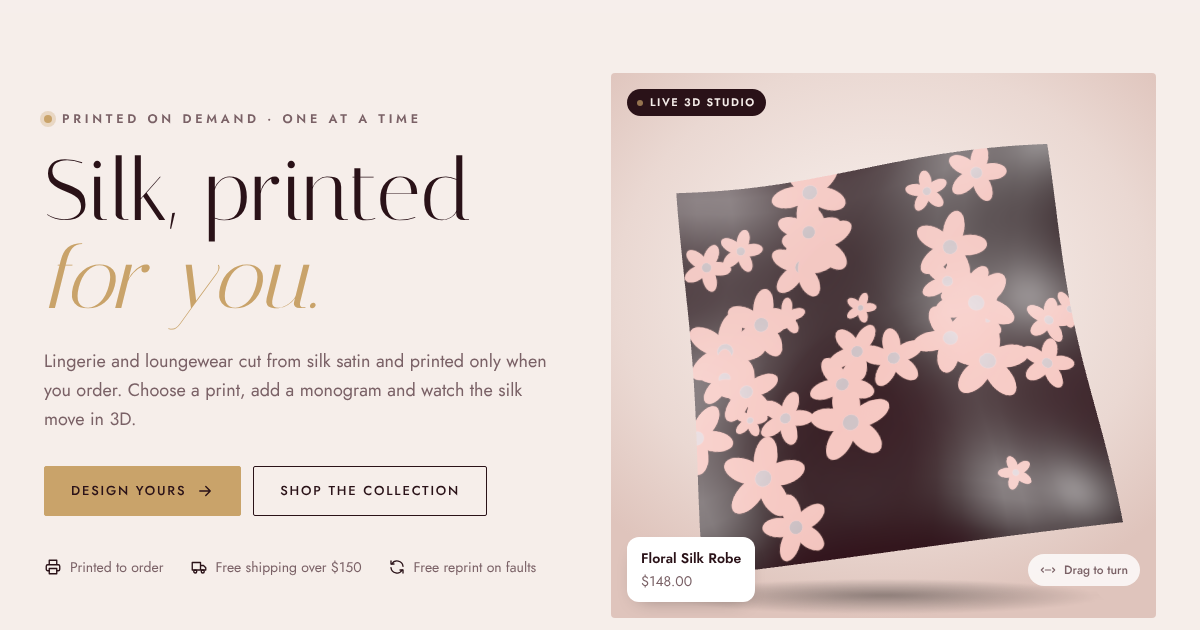 PRINTED ON DEMAND · ONE AT A TIME
Silk, printed
for you.
Lingerie and loungewear cut from silk satin and printed only when
you order. Choose a print, add a monogram and watch the silk
move in 3D.
DESIGN YOURS
SHOP THE COLLECTION
Printed to order
Free shipping over $150
Free reprint on faults
LIVE 3D STUDIO
Floral Silk Robe
$148.00
Drag to turn